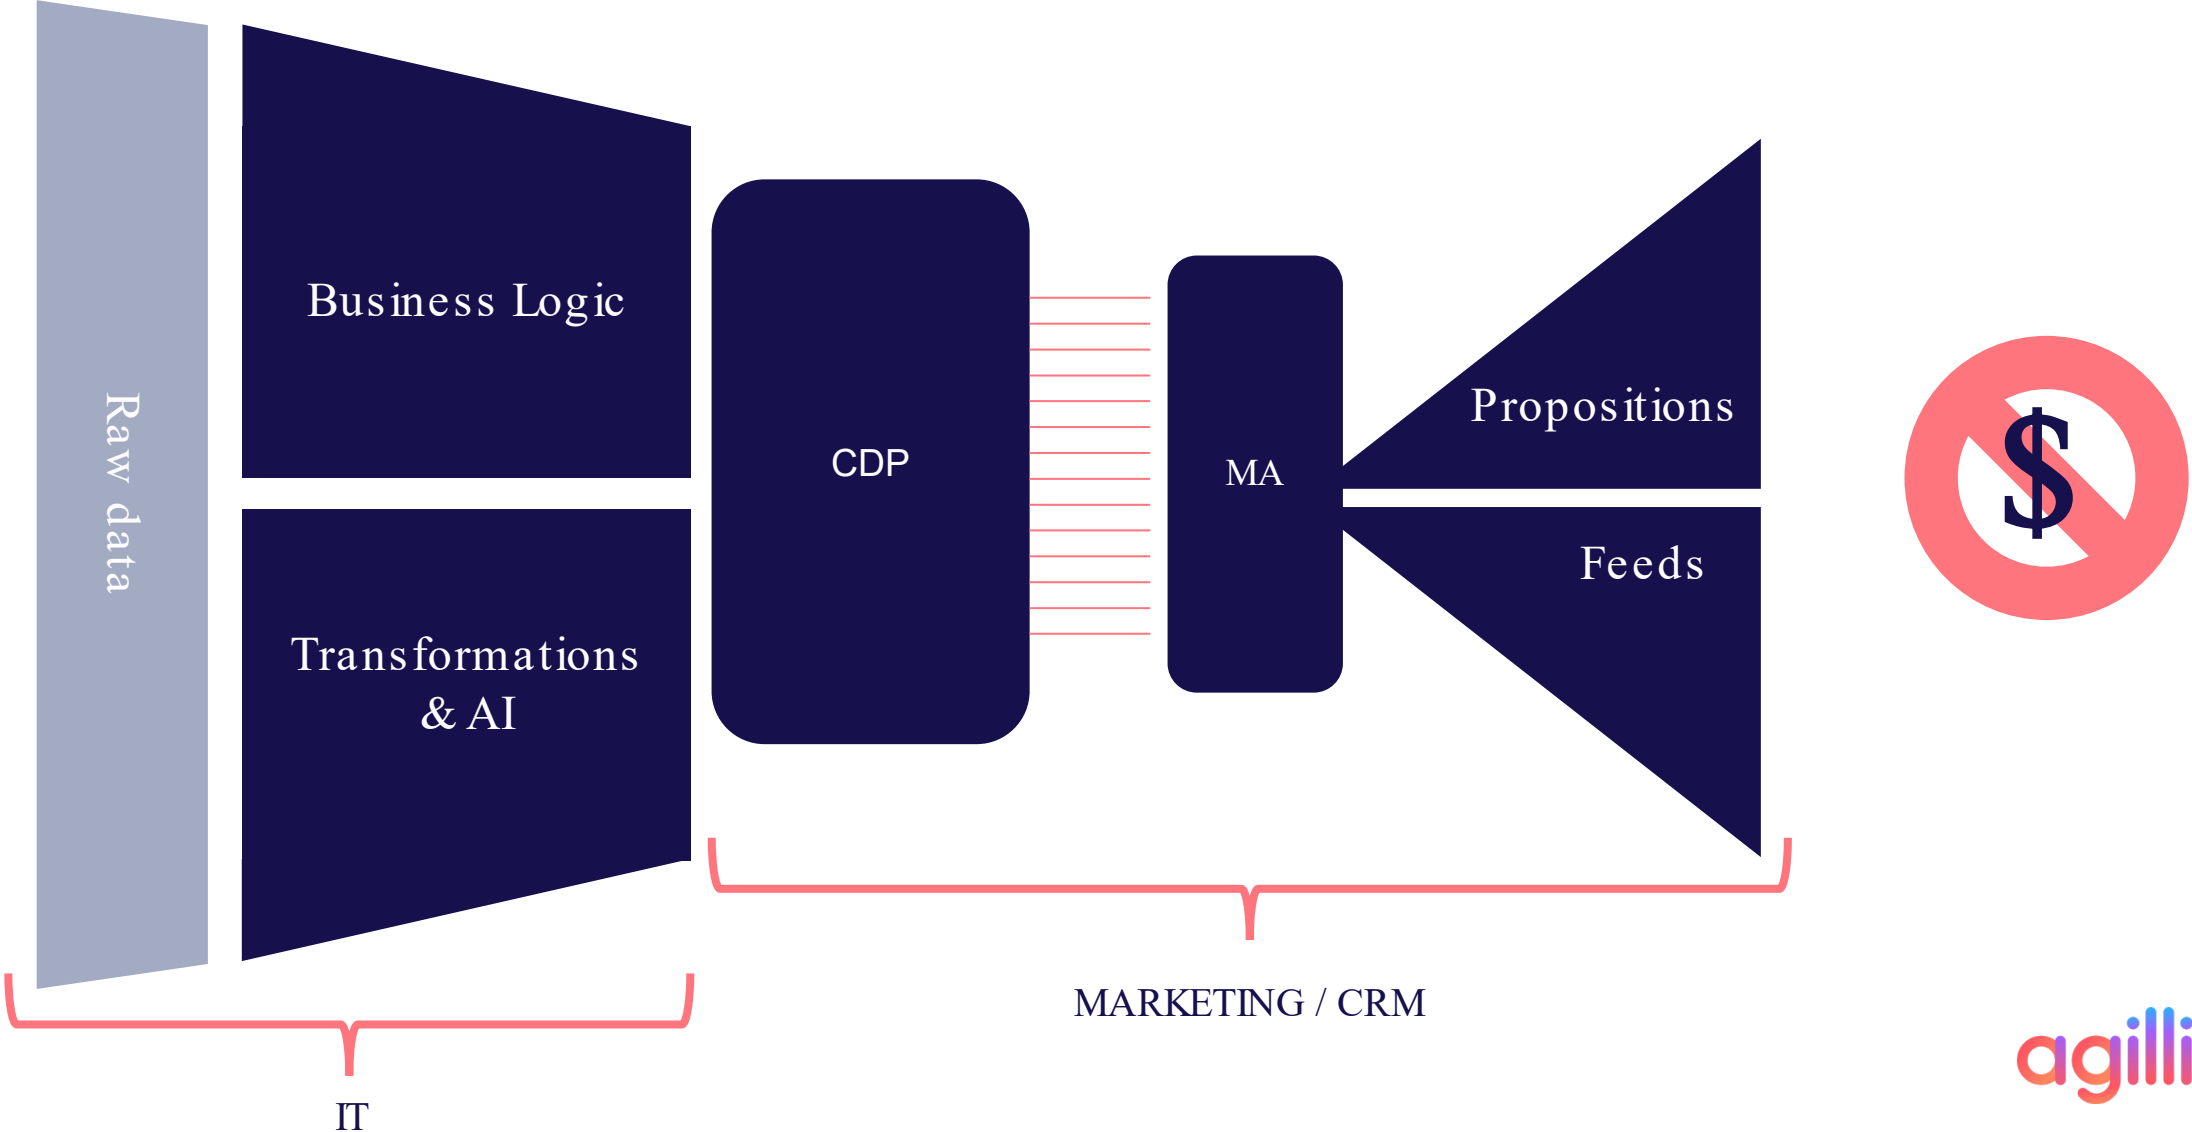 Raw data
Business Logic
Transformations
& AI
CDP
MA
Propositions
Feeds
$
MARKETING / CRM
IT
agilli